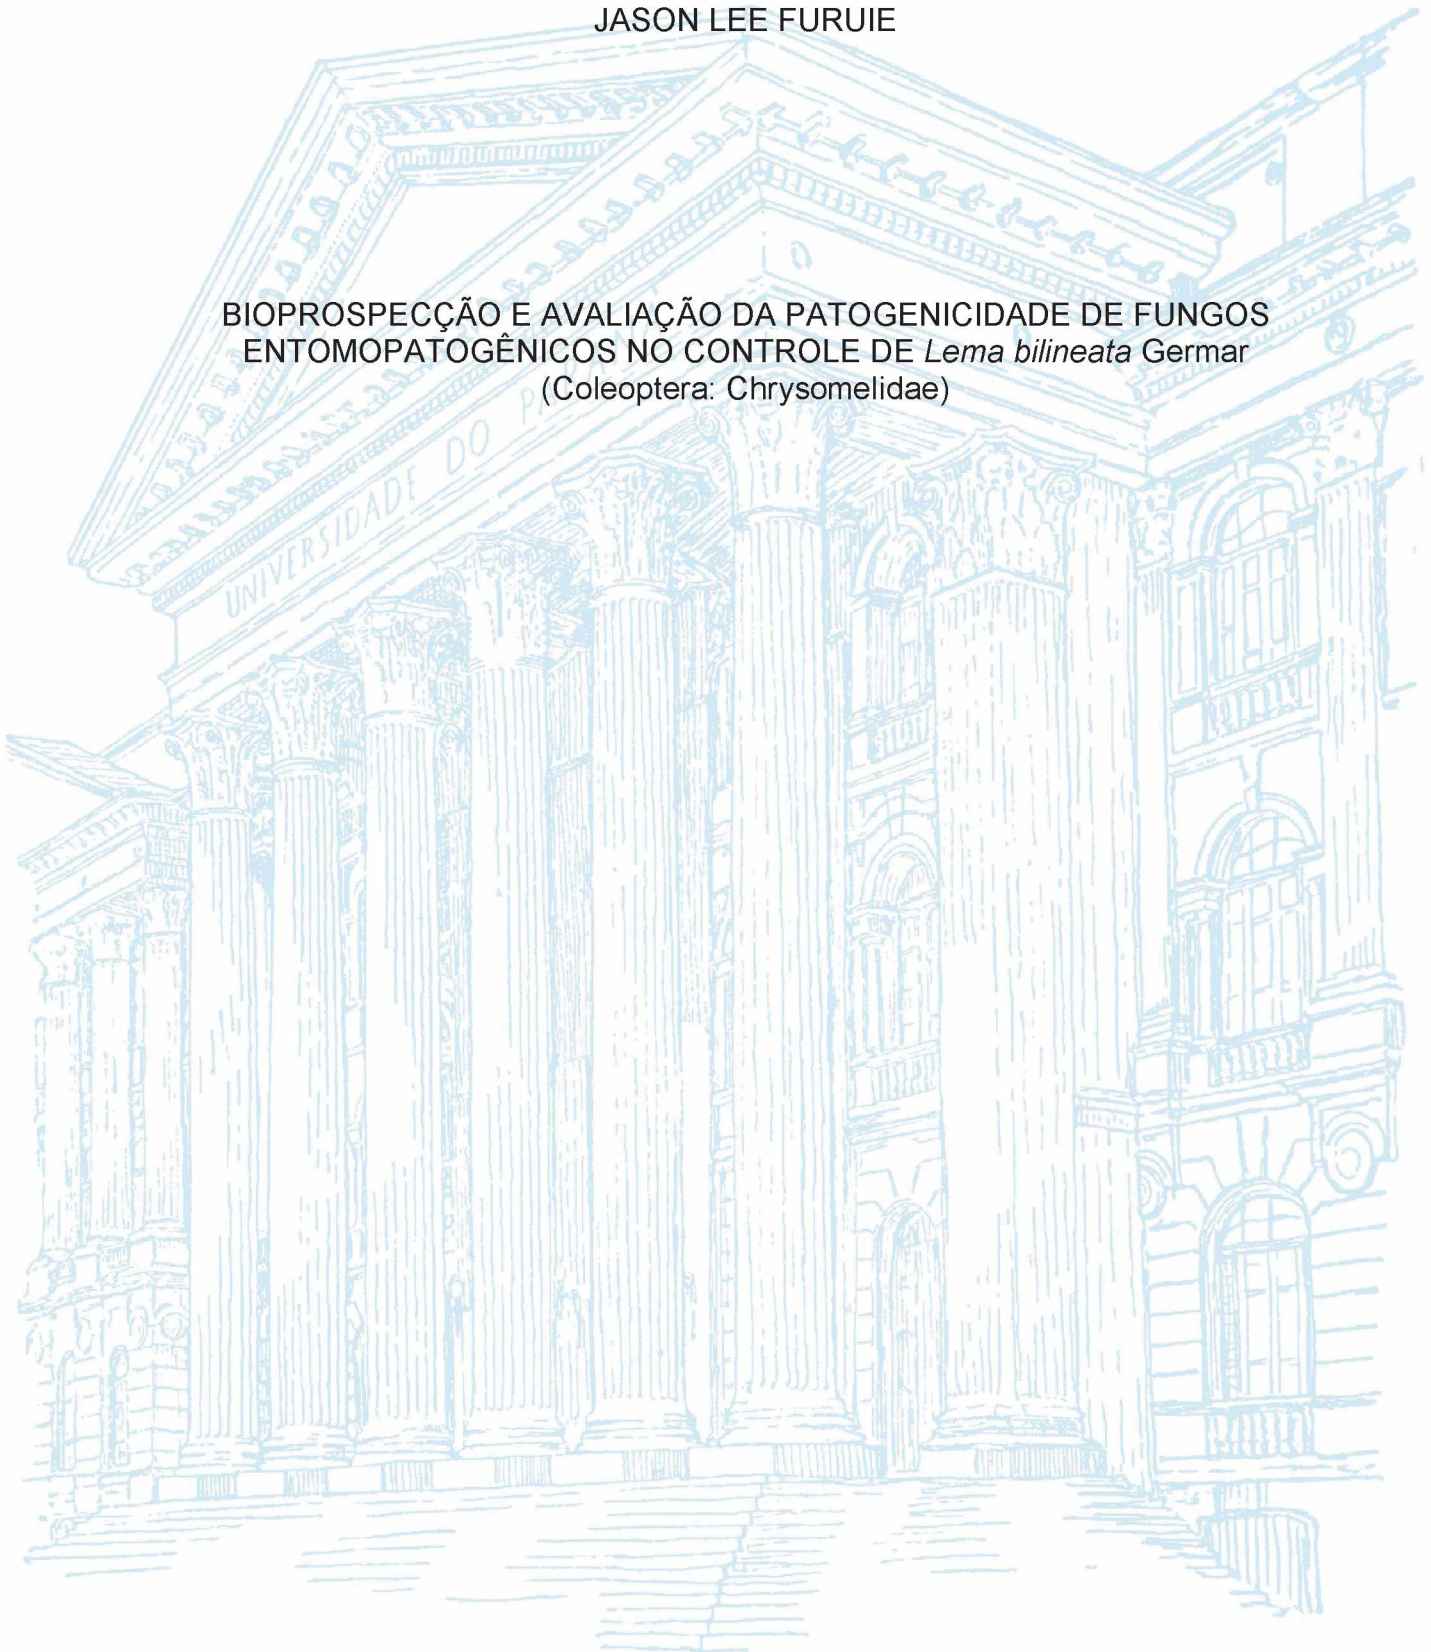 JASON LEE FURUIE
BIOPROSPECÇÃO E AVALIAÇÃO DA PATOGENICIDADE DE FUNGOS
ENTOMOPATOGÊNICOS NO CONTROLE DE Lema bilineata Germar
(Coleoptera: Chrysomelidae)
UNIVERSIDADE DO